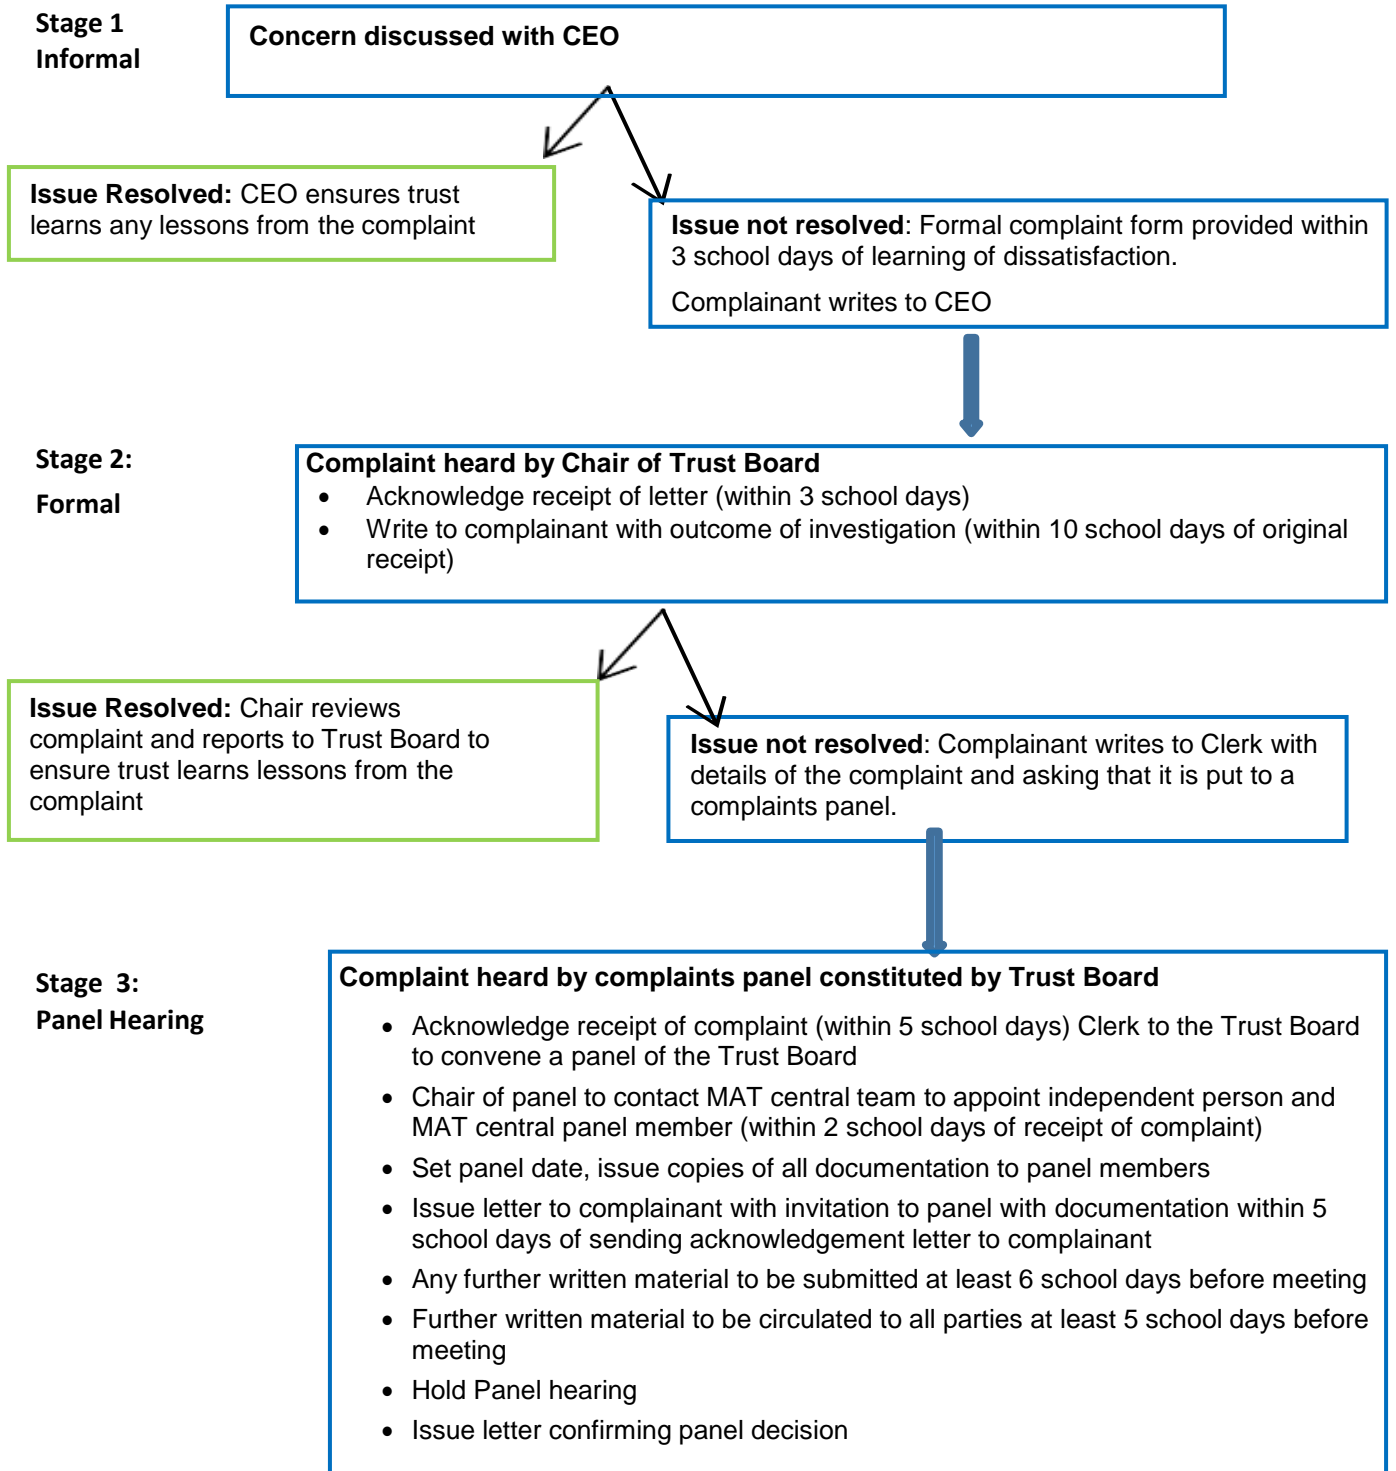 Stage 1
Informal
Concern discussed with CEO
Issue Resolved: CEO ensures trust
learns any lessons from the complaint
Issue not resolved: Formal complaint form provided within
3 school days of learning of dissatisfaction.
Complainant writes to CEO
Stage 2:
Formal
Complaint heard by Chair of Trust Board
• Acknowledge receipt of letter (within 3 school days)
• Write to complainant with outcome of investigation (within 10 school days of original
receipt)
Issue Resolved: Chair reviews
complaint and reports to Trust Board to
ensure trust learns lessons from the
complaint
Issue not resolved: Complainant writes to Clerk with
details of the complaint and asking that it is put to a
complaints panel.
Stage 3:
Panel Hearing
Complaint heard by complaints panel constituted by Trust Board
• Acknowledge receipt of complaint (within 5 school days) Clerk to the Trust Board
to convene a panel of the Trust Board
• Chair of panel to contact MAT central team to appoint independent person and
MAT central panel member (within 2 school days of receipt of complaint)
• Set panel date, issue copies of all documentation to panel members
• Issue letter to complainant with invitation to panel with documentation within 5
school days of sending acknowledgement letter to complainant
• Any further written material to be submitted at least 6 school days before meeting
• Further written material to be circulated to all parties at least 5 school days before
meeting
• Hold Panel hearing
• Issue letter confirming panel decision